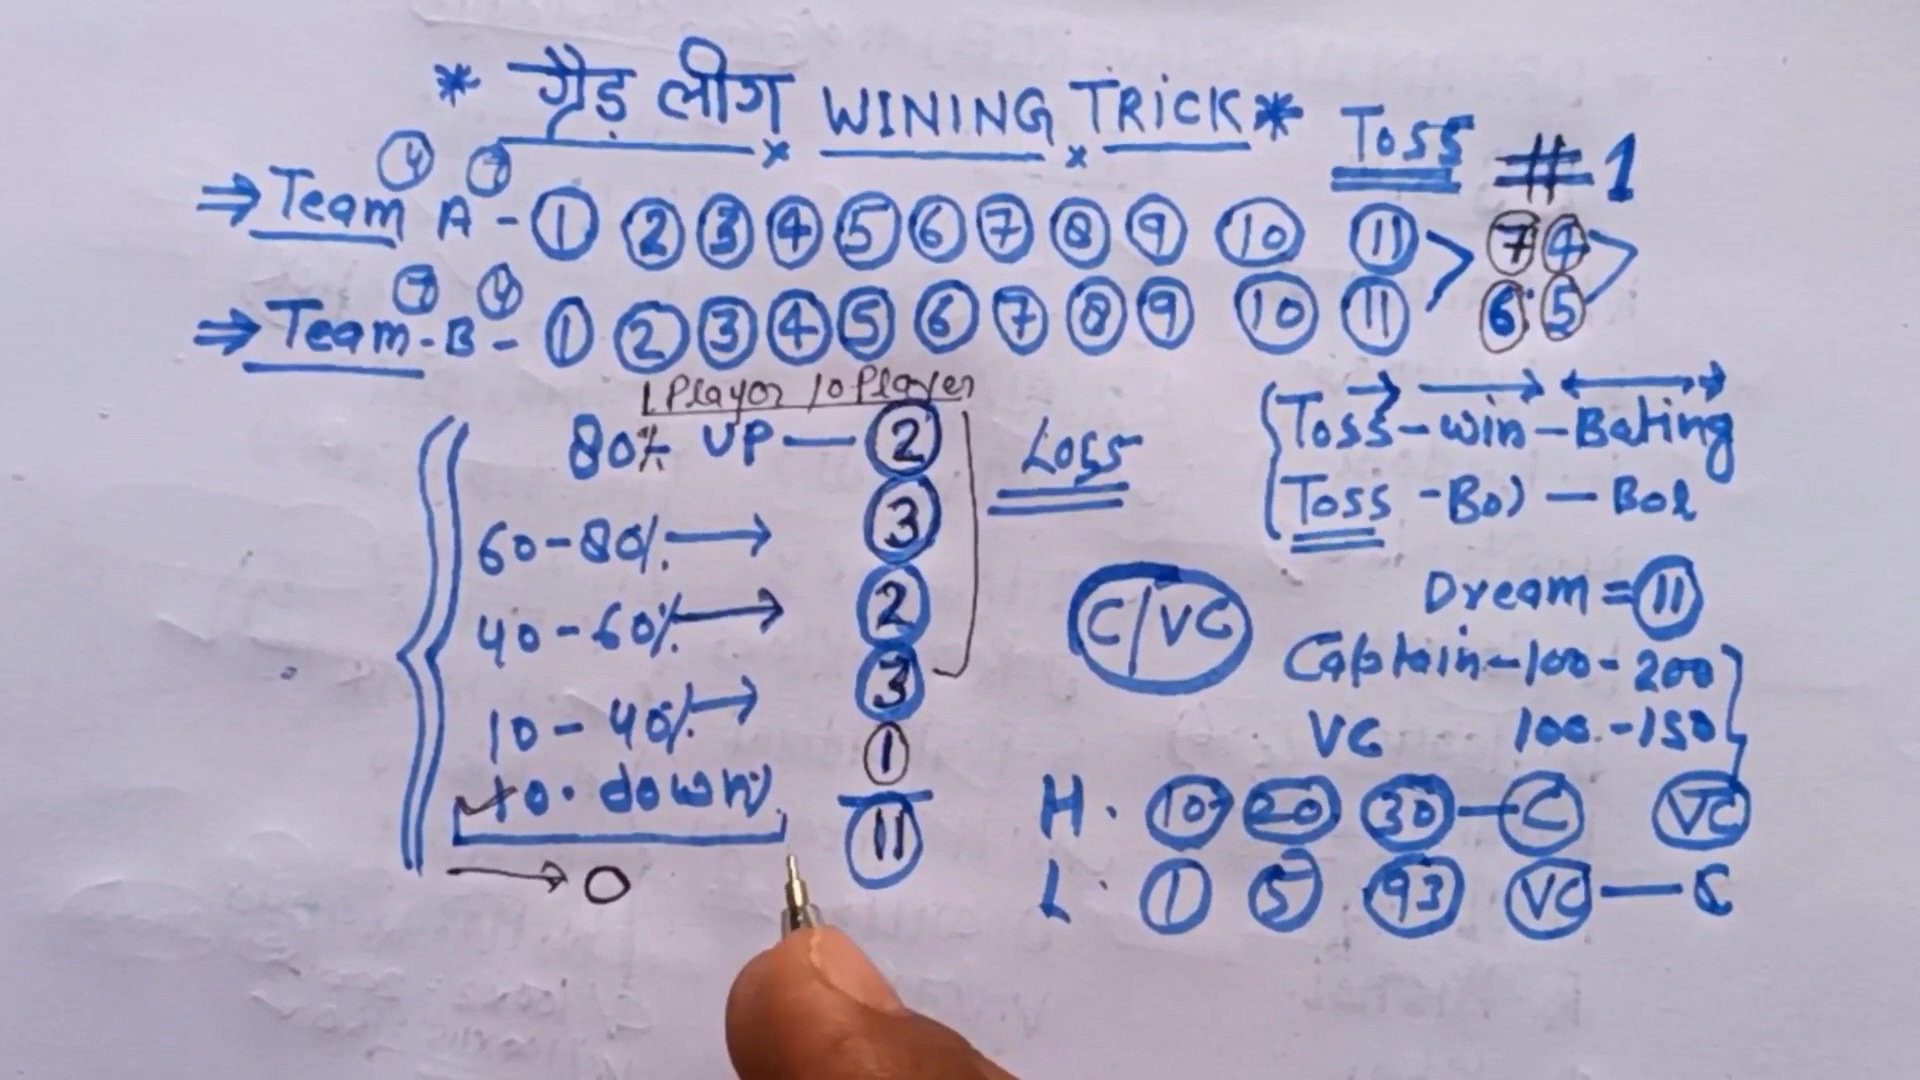 * ग्रैड़ लीग WINING TRICK * Toss #1
4 7
⇒ Team A - 1 2 3 4 5 6 7 8 9 10 11 > 7 4
7 4
⇒ Team - B - 1 2 3 4 5 6 7 8 9 10 11 6 : 5
1 Player 10 Player
80% UP — 2
60-80% → 3
40-60% → 2
10-40% → 3
10. down 1
11
→ 0
Loss
Toss - win - Bating
Toss - Bol — Bol
C/VC
Dream = 11
Captain - 100 - 200
VC 100 - 150
H. 10 20 30 — C VC
L. 1 5 93 VC — C